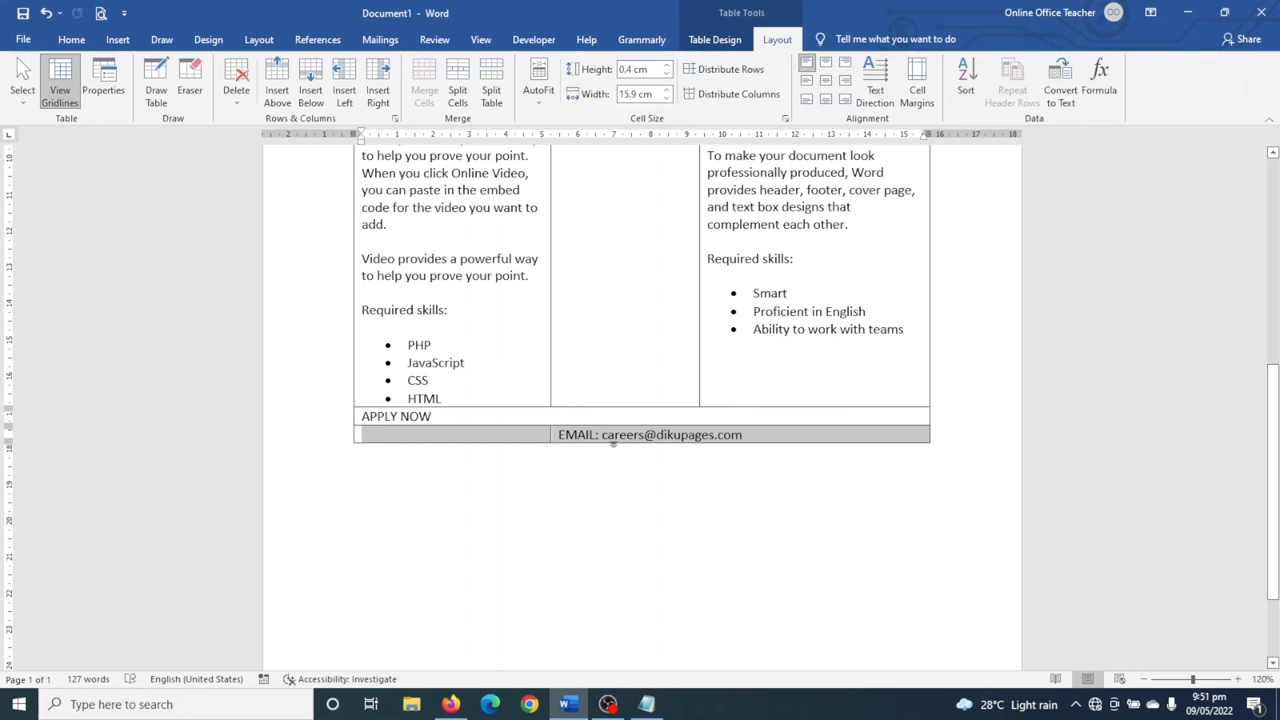 Document1 - Word
Table Tools
Online Office Teacher
File
Home
Insert
Draw
Design
Layout
References
Mailings
Review
View
Developer
Help
Grammarly
Table Design
Layout
Tell me what you want to do
Share
Select
View Gridlines
Properties
Draw Table
Eraser
Delete
Insert Above
Insert Below
Insert Left
Insert Right
Merge Cells
Split Cells
Split Table
AutoFit
Height: 0.4 cm
Width: 15.9 cm
Distribute Rows
Distribute Columns
Text Direction
Cell Margins
Sort
Repeat Header Rows
Convert to Text
Formula
Table
Draw
Rows & Columns
Merge
Cell Size
Alignment
Data
to help you prove your point.
When you click Online Video,
you can paste in the embed
code for the video you want to
add.
Video provides a powerful way
to help you prove your point.
Required skills:
• PHP
• JavaScript
• CSS
• HTML
To make your document look
professionally produced, Word
provides header, footer, cover page,
and text box designs that
complement each other.
Required skills:
• Smart
• Proficient in English
• Ability to work with teams
APPLY NOW
EMAIL: careers@dikupages.com
Page 1 of 1
127 words
English (United States)
Accessibility: Investigate
120%
Type here to search
28°C Light rain
9:51 pm
09/05/2022